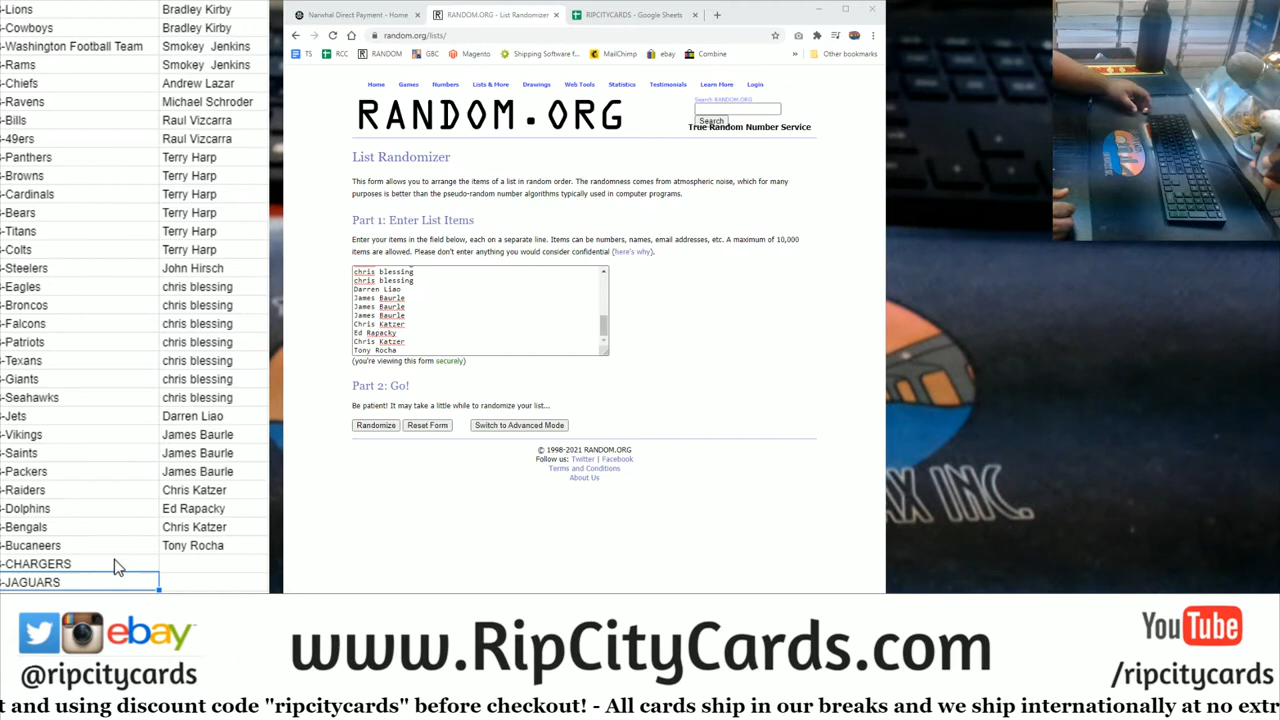 -Lions Bradley Kirby
-Cowboys Bradley Kirby
-Washington Football Team Smokey Jenkins
-Rams Smokey Jenkins
-Chiefs Andrew Lazar
-Ravens Michael Schroder
-Bills Raul Vizcarra
-49ers Raul Vizcarra
-Panthers Terry Harp
-Browns Terry Harp
-Cardinals Terry Harp
-Bears Terry Harp
-Titans Terry Harp
-Colts Terry Harp
-Steelers John Hirsch
-Eagles chris blessing
-Broncos chris blessing
-Falcons chris blessing
-Patriots chris blessing
-Texans chris blessing
-Giants chris blessing
-Seahawks chris blessing
-Jets Darren Liao
-Vikings James Baurle
-Saints James Baurle
-Packers James Baurle
-Raiders Chris Katzer
-Dolphins Ed Rapacky
-Bengals Chris Katzer
-Bucaneers Tony Rocha
-CHARGERS
-JAGUARS
Narwhal Direct Payment - Home
RANDOM.ORG - List Randomizer
RIPCITYCARDS - Google Sheets
random.org/lists/
TS RCC RANDOM GBC Magento Shipping Software f... MailChimp ebay Combine » Other bookmarks
Home Games Numbers Lists & More Drawings Web Tools Statistics Testimonials Learn More Login
RANDOM.ORG
Search RANDOM.ORG
Search
True Random Number Service
List Randomizer
This form allows you to arrange the items of a list in random order. The randomness comes from atmospheric noise, which for many
purposes is better than the pseudo-random number algorithms typically used in computer programs.
Part 1: Enter List Items
Enter your items in the field below, each on a separate line. Items can be numbers, names, email addresses, etc. A maximum of 10,000
items are allowed. Please don't enter anything you would consider confidential (here's why).
chris blessing
chris blessing
Darren Liao
James Baurle
James Baurle
James Baurle
Chris Katzer
Ed Rapacky
Chris Katzer
Tony Rocha
(you're viewing this form securely)
Part 2: Go!
Be patient! It may take a little while to randomize your list...
Randomize Reset Form Switch to Advanced Mode
© 1998-2021 RANDOM.ORG
Follow us: Twitter | Facebook
Terms and Conditions
About Us
AX INC.
ebay
@ripcitycards
www.RipCityCards.com
YouTube
/ripcitycards
t and using discount code "ripcitycards" before checkout! - All cards ship in our breaks and we ship internationally at no extr